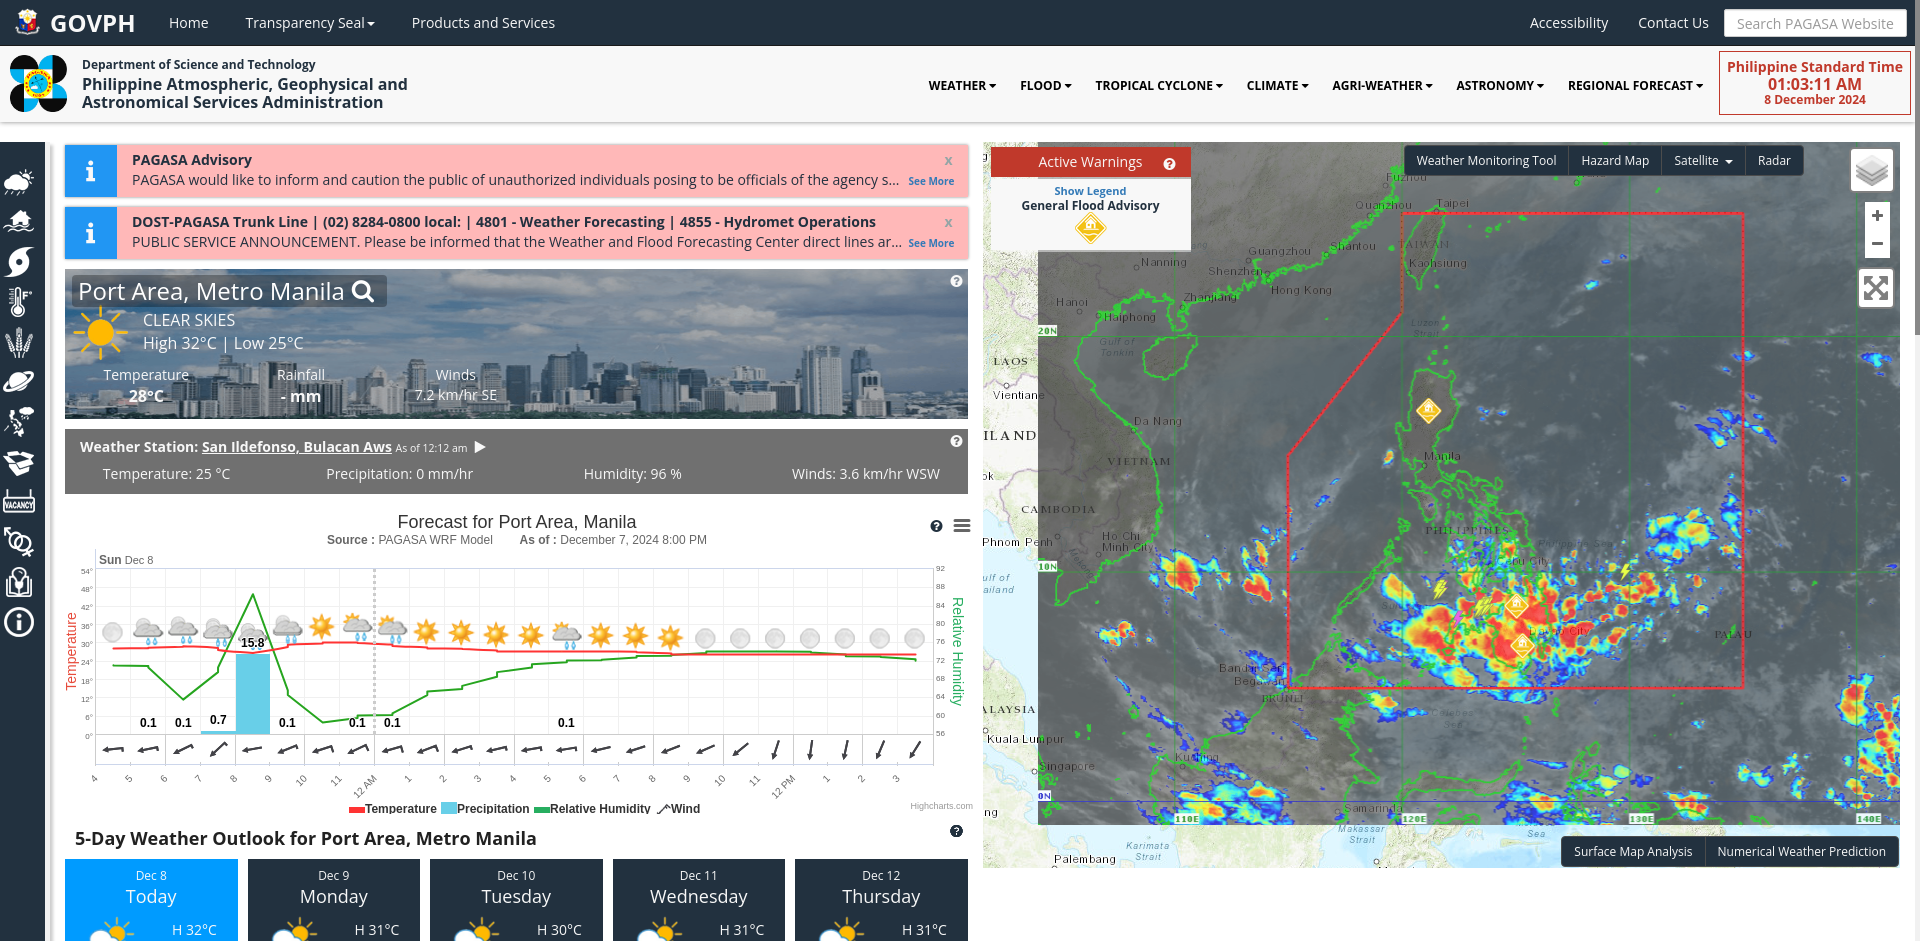 GOVPH
Home
Transparency Seal
Products and Services
Accessibility
Contact Us
Search PAGASA Website
Department of Science and Technology
Philippine Atmospheric, Geophysical and
Astronomical Services Administration
WEATHER
FLOOD
TROPICAL CYCLONE
CLIMATE
AGRI-WEATHER
ASTRONOMY
REGIONAL FORECAST
Philippine Standard Time
01:03:11 AM
8 December 2024
PAGASA Advisory
x
PAGASA would like to inform and caution the public of unauthorized individuals posing to be officials of the agency s... See More
DOST-PAGASA Trunk Line | (02) 8284-0800 local: | 4801 - Weather Forecasting | 4855 - Hydromet Operations
x
PUBLIC SERVICE ANNOUNCEMENT. Please be informed that the Weather and Flood Forecasting Center direct lines ar... See More
Port Area, Metro Manila
CLEAR SKIES
High 32°C | Low 25°C
Temperature
Rainfall
Winds
28°C
- mm
7.2 km/hr SE
Weather Station: San Ildefonso, Bulacan Aws As of 12:12 am
Temperature: 25 °C
Precipitation: 0 mm/hr
Humidity: 96 %
Winds: 3.6 km/hr WSW
Forecast for Port Area, Manila
Source : PAGASA WRF Model As of : December 7, 2024 8:00 PM
Sun Dec 8
Temperature
54°
48°
42°
36°
30°
24°
18°
12°
6°
0°
15.8
0.1
0.1
0.7
0.1
0.1
0.1
0.1
Relative Humidity
92
88
84
80
76
72
68
64
60
56
4
5
6
7
8
9
10
11
12 AM
1
2
3
4
5
6
7
8
9
10
11
12 PM
1
2
3
Temperature
Precipitation
Relative Humidity
Wind
Highcharts.com
5-Day Weather Outlook for Port Area, Metro Manila
Dec 8
Today
H 32°C
Dec 9
Monday
H 31°C
Dec 10
Tuesday
H 30°C
Dec 11
Wednesday
H 31°C
Dec 12
Thursday
H 31°C
VACANCY
Active Warnings
Show Legend
General Flood Advisory
Weather Monitoring Tool
Hazard Map
Satellite
Radar
+
−
Fuzhou
Quanzhou
Taipei
TAIWAN
Shantou
Guangzhou
Kaohsiung
Nanning
Shenzhen
Hong Kong
Zhanjiang
Hanoi
Haiphong
20N
Luzon
Strait
Gulf of
Tonkin
LAOS
Vientiane
Da Nang
ILAND
VIETNAM
Manila
ok
CAMBODIA
PHILIPPINES
Phnom Penh
Ho Chi
Minh City
Cebu City
10N
ulf of
ailand
Davao City
PALAU
Bandar Seri
Begawan
BRUNEI
ALAYSIA
Celebes
Sea
Kuala Lumpur
Kuching
Singapore
0N
Samarinda
110E
120E
130E
140E
ng
Makassar
Strait
Sea
Karimata
Strait
Palembang
Surface Map Analysis
Numerical Weather Prediction